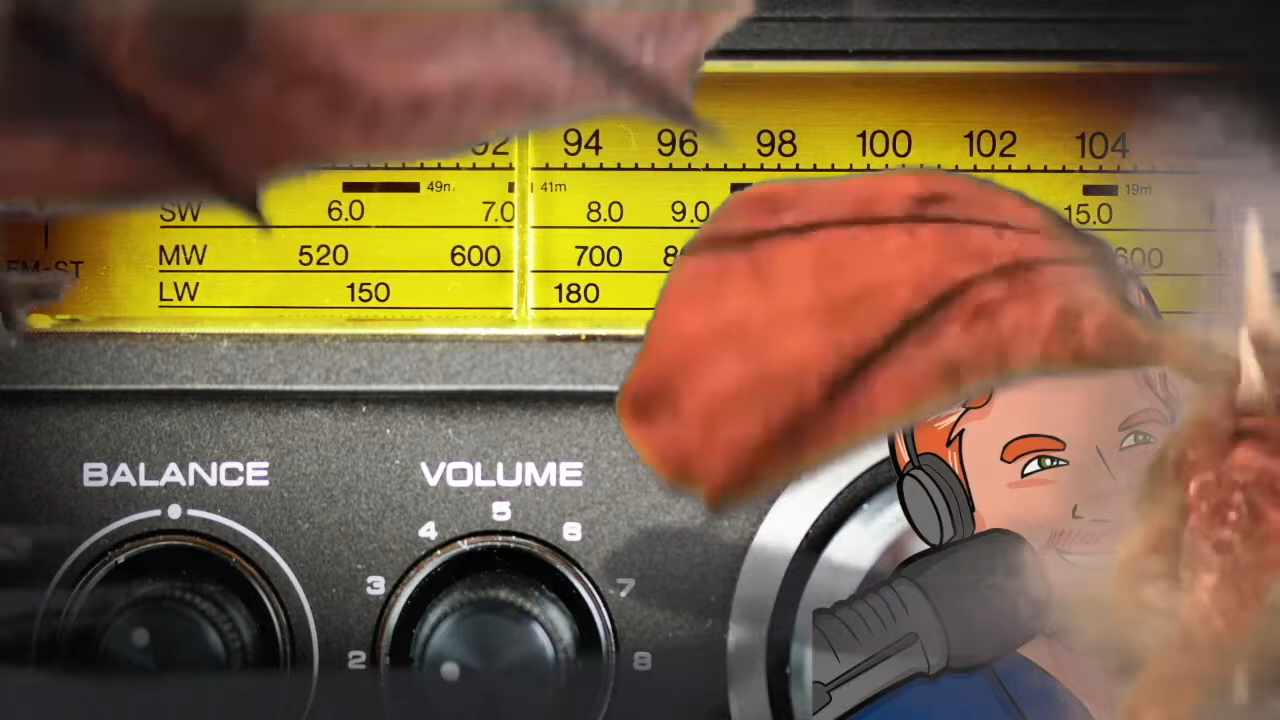 92 94 96 98 100 102 104
49m 41m 19m
SW 6.0 7.0 8.0 9.0 15.0
MW 520 600 700
LW 150 180
BALANCE VOLUME
5
4 6
3 7
2 8